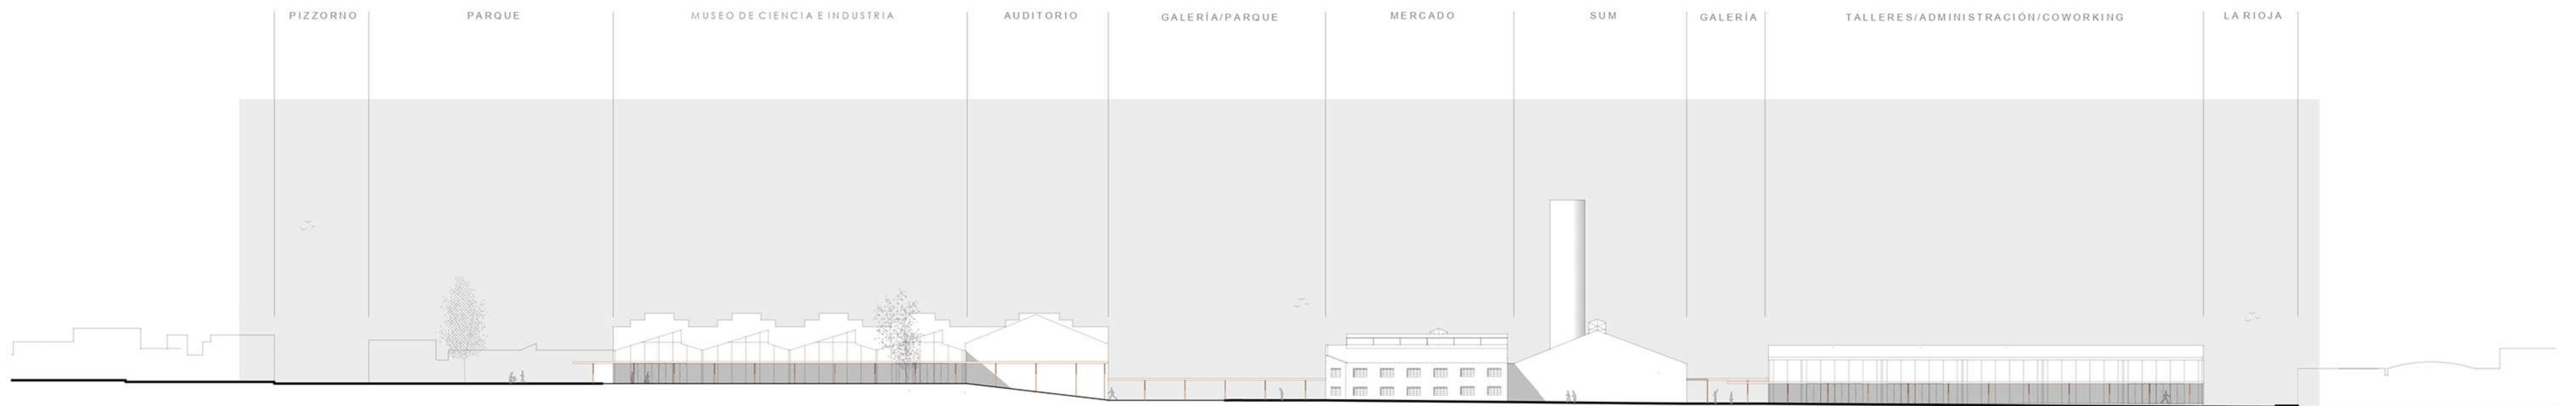 PIZZORNO
PARQUE
MUSEO DE CIENCIA E INDUSTRIA
AUDITORIO
GALERÍA/PARQUE
MERCADO
SUM
GALERÍA
TALLERES/ADMINISTRACIÓN/COWORKING
LA RIOJA